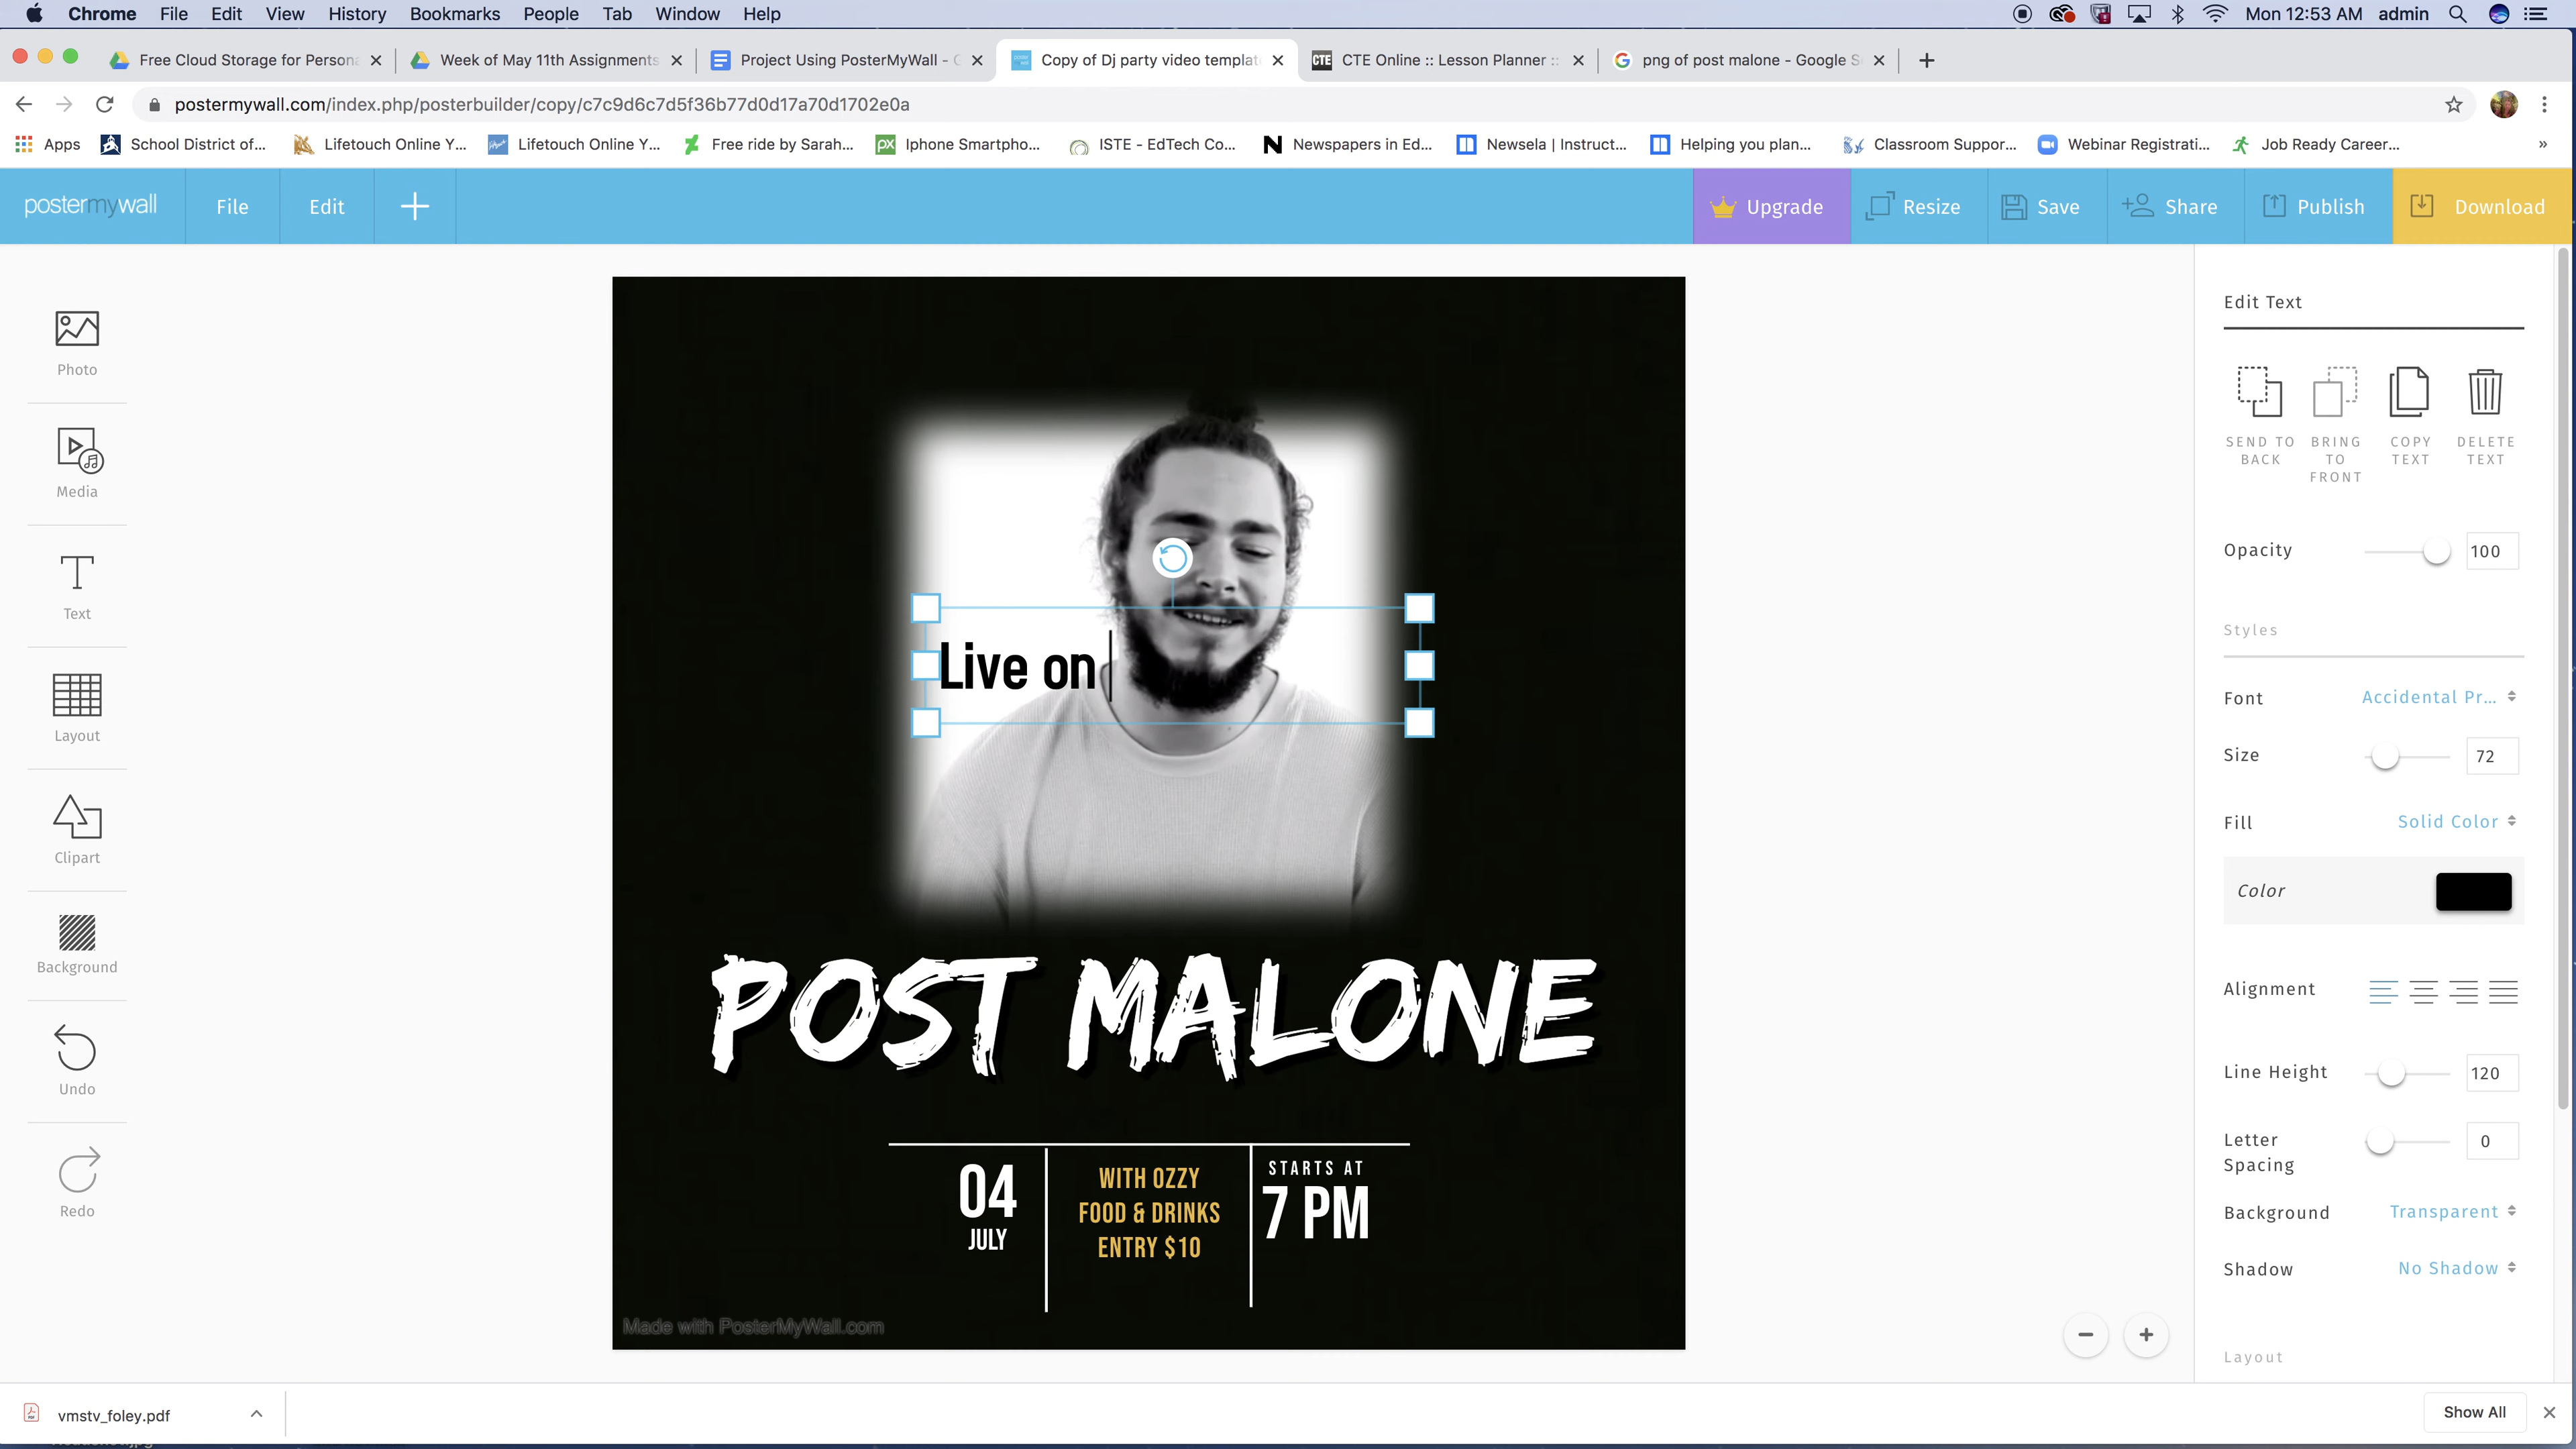 Chrome File Edit View History Bookmarks People Tab Window Help Mon 12:53 AM admin
Free Cloud Storage for Persona Week of May 11th Assignments Project Using PosterMyWall - Copy of Dj party video templat CTE CTE Online :: Lesson Planner :: png of post malone - Google S
postermywall.com/index.php/posterbuilder/copy/c7c9d6c7d5f36b77d0d17a70d1702e0a
Apps School District of... Lifetouch Online Y... Lifetouch Online Y... Free ride by Sarah... px Iphone Smartpho... ISTE - EdTech Co... N Newspapers in Ed... Newsela | Instruct... Helping you plan... Classroom Suppor... Webinar Registrati... Job Ready Career... »
postermywall File Edit Upgrade Resize Save Share Publish Download
Photo
Media
Text
Layout
Clipart
Background
Undo
Redo
Live on
POST MALONE
04
JULY
WITH OZZY
FOOD & DRINKS
ENTRY $10
STARTS AT
7 PM
Made with PosterMyWall.com
Edit Text
SEND TO BACK
BRING TO FRONT
COPY TEXT
DELETE TEXT
Opacity 100
Styles
Font Accidental Pr...
Size 72
Fill Solid Color
Color
Alignment
Line Height 120
Letter Spacing 0
Background Transparent
Shadow No Shadow
Layout
vmstv_foley.pdf
Show All